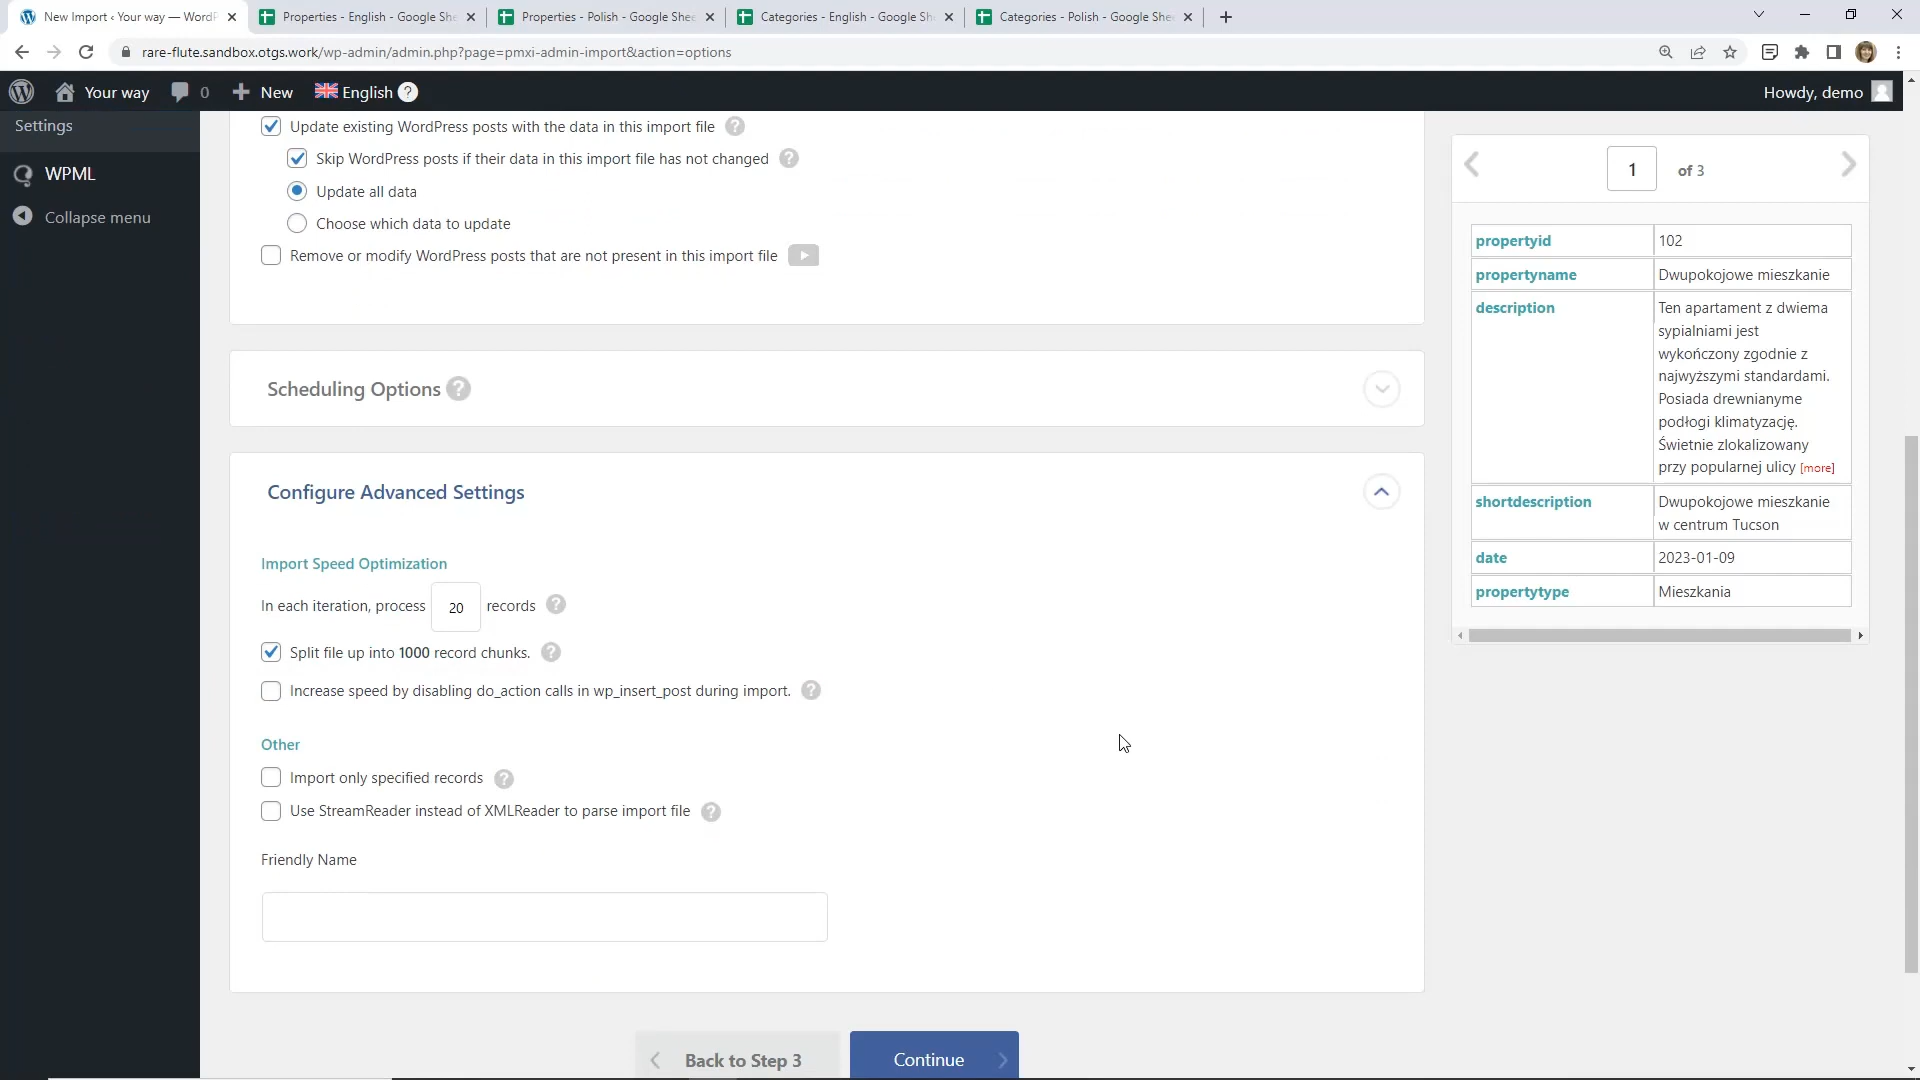 New Import ‹ Your way — WordP
Properties - English - Google She
Properties - Polish - Google Shee
Categories - English - Google Sh
Categories - Polish - Google Shee
rare-flute.sandbox.otgs.work/wp-admin/admin.php?page=pmxi-admin-import&action=options
Your way
0
New
English ?
Howdy, demo
Settings
WPML
Collapse menu
Update existing WordPress posts with the data in this import file ?
Skip WordPress posts if their data in this import file has not changed ?
Update all data
Choose which data to update
Remove or modify WordPress posts that are not present in this import file
Scheduling Options ?
Configure Advanced Settings
Import Speed Optimization
In each iteration, process 20 records ?
Split file up into 1000 record chunks. ?
Increase speed by disabling do_action calls in wp_insert_post during import. ?
Other
Import only specified records ?
Use StreamReader instead of XMLReader to parse import file ?
Friendly Name
Back to Step 3
Continue
1 of 3
propertyid 102
propertyname Dwupokojowe mieszkanie
description Ten apartament z dwiema
sypialniami jest
wykończony zgodnie z
najwyższymi standardami.
Posiada drewnianyme
podłogi klimatyzację.
Świetnie zlokalizowany
przy popularnej ulicy [more]
shortdescription Dwupokojowe mieszkanie
w centrum Tucson
date 2023-01-09
propertytype Mieszkania